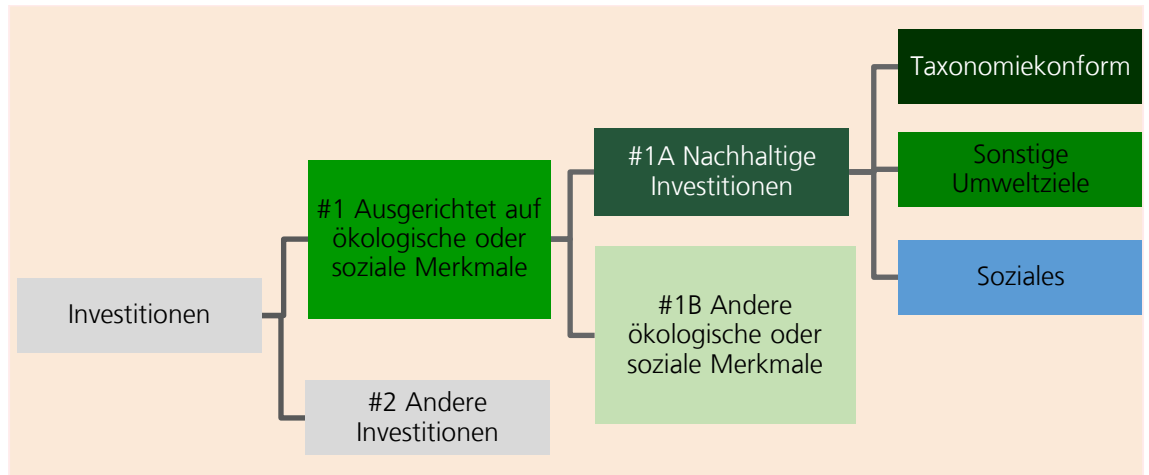 Investitionen
#1 Ausgerichtet auf
ökologische oder
soziale Merkmale
#2 Andere
Investitionen
#1A Nachhaltige
Investitionen
#1B Andere
ökologische oder
soziale Merkmale
Taxonomiekonform
Sonstige
Umweltziele
Soziales